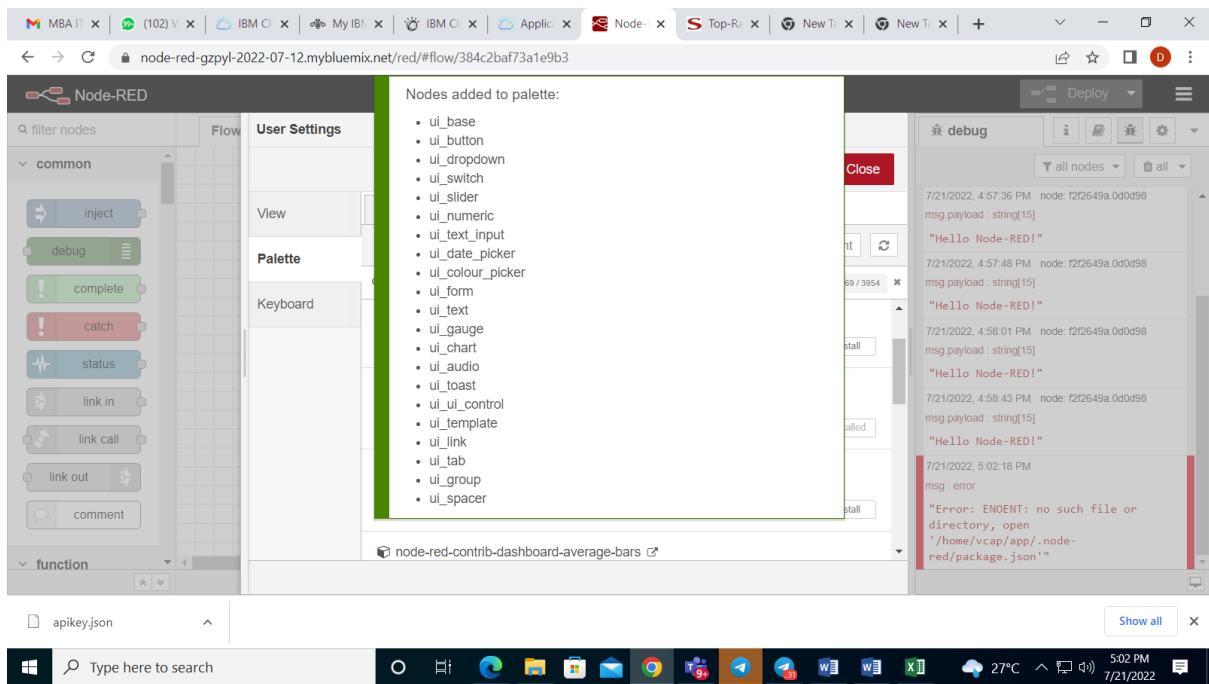 MBA IT
(102) V
IBM Cl
My IBM
IBM Cl
Applic
Node-
Top-Ra
New Ta
New Ta
node-red-gzpyl-2022-07-12.mybluemix.net/red/#flow/384c2baf73a1e9b3
D
Node-RED
Deploy
filter nodes
Flow
common
inject
debug
complete
catch
status
link in
link call
link out
comment
function
User Settings
Close
View
Palette
Keyboard
69 / 3954
stall
alled
stall
node-red-contrib-dashboard-average-bars
Nodes added to palette:
• ui_base
• ui_button
• ui_dropdown
• ui_switch
• ui_slider
• ui_numeric
• ui_text_input
• ui_date_picker
• ui_colour_picker
• ui_form
• ui_text
• ui_gauge
• ui_chart
• ui_audio
• ui_toast
• ui_ui_control
• ui_template
• ui_link
• ui_tab
• ui_group
• ui_spacer
debug
i
all nodes
all
7/21/2022, 4:57:36 PM node: f2f2649a.0d0d98
msg.payload : string[15]
"Hello Node-RED!"
7/21/2022, 4:57:48 PM node: f2f2649a.0d0d98
msg.payload : string[15]
"Hello Node-RED!"
7/21/2022, 4:58:01 PM node: f2f2649a.0d0d98
msg.payload : string[15]
"Hello Node-RED!"
7/21/2022, 4:58:43 PM node: f2f2649a.0d0d98
msg.payload : string[15]
"Hello Node-RED!"
7/21/2022, 5:02:18 PM
msg : error
"Error: ENOENT: no such file or
directory, open
'/home/vcap/app/.node-
red/package.json'"
apikey.json
Show all
Type here to search
27°C
5:02 PM
7/21/2022